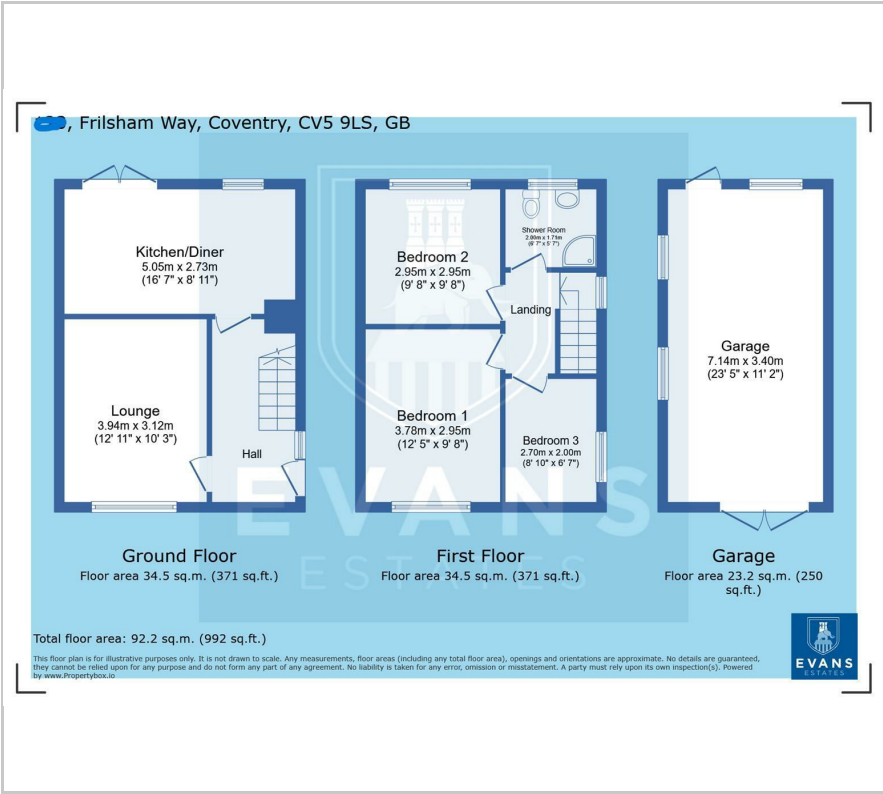 , Frilsham Way, Coventry, CV5 9LS, GB
Kitchen/Diner
5.05m x 2.73m
(16' 7" x 8' 11")
Lounge
3.94m x 3.12m
(12' 11" x 10' 3")
Hall
Bedroom 2
2.95m x 2.95m
(9' 8" x 9' 8")
Shower Room
2.00m x 1.71m
(6' 7" x 5' 7")
Landing
Bedroom 1
3.78m x 2.95m
(12' 5" x 9' 8")
Bedroom 3
2.70m x 2.00m
(8' 10" x 6' 7")
Garage
7.14m x 3.40m
(23' 5" x 11' 2")
EVANS
ESTATES
Ground Floor
Floor area 34.5 sq.m. (371 sq.ft.)
First Floor
Floor area 34.5 sq.m. (371 sq.ft.)
Garage
Floor area 23.2 sq.m. (250
sq.ft.)
Total floor area: 92.2 sq.m. (992 sq.ft.)
This floor plan is for illustrative purposes only. It is not drawn to scale. Any measurements, floor areas (including any total floor area), openings and orientations are approximate. No details are guaranteed,
they cannot be relied upon for any purpose and do not form any part of any agreement. No liability is taken for any error, omission or misstatement. A party must rely upon its own inspection(s). Powered
by www.Propertybox.io
EVANS
ESTATES